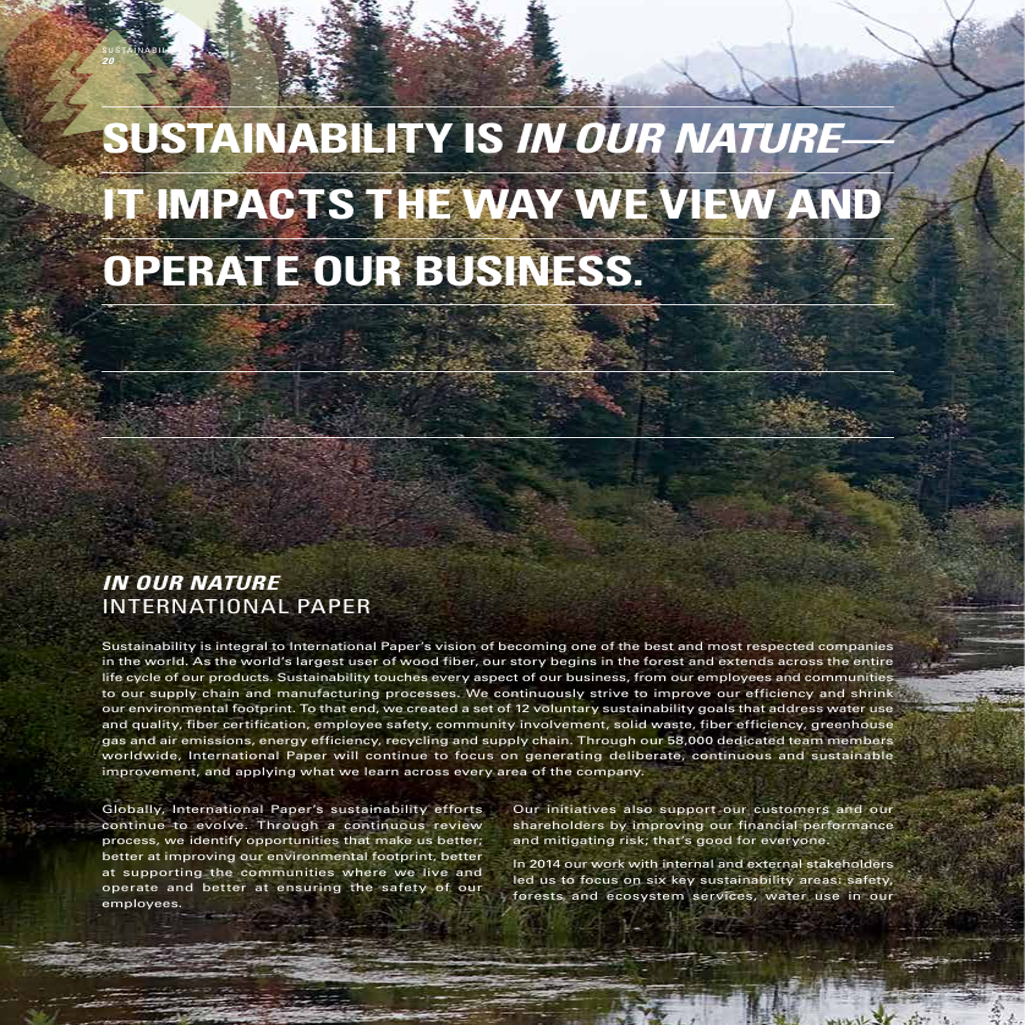 20
SUSTAINABILITY IS IN OUR NATURE—
IT IMPACTS THE WAY WE VIEW AND
OPERATE OUR BUSINESS.
IN OUR NATURE
INTERNATIONAL PAPER
Sustainability is integral to International Paper's vision of becoming one of the best and most respected companies
in the world. As the world's largest user of wood fiber, our story begins in the forest and extends across the entire
life cycle of our products. Sustainability touches every aspect of our business, from our employees and communities
to our supply chain and manufacturing processes. We continuously strive to improve our efficiency and shrink
our environmental footprint. To that end, we created a set of 12 voluntary sustainability goals that address water use
and quality, fiber certification, employee safety, community involvement, solid waste, fiber efficiency, greenhouse
gas and air emissions, energy efficiency, recycling and supply chain. Through our 58,000 dedicated team members
worldwide, International Paper will continue to focus on generating deliberate, continuous and sustainable
improvement, and applying what we learn across every area of the company.
Globally, International Paper's sustainability efforts
continue to evolve. Through a continuous review
process, we identify opportunities that make us better;
better at improving our environmental footprint, better
at supporting the communities where we live and
operate and better at ensuring the safety of our
employees.
Our initiatives also support our customers and our
shareholders by improving our financial performance
and mitigating risk; that's good for everyone.
In 2014 our work with internal and external stakeholders
led us to focus on six key sustainability areas: safety,
forests and ecosystem services, water use in our